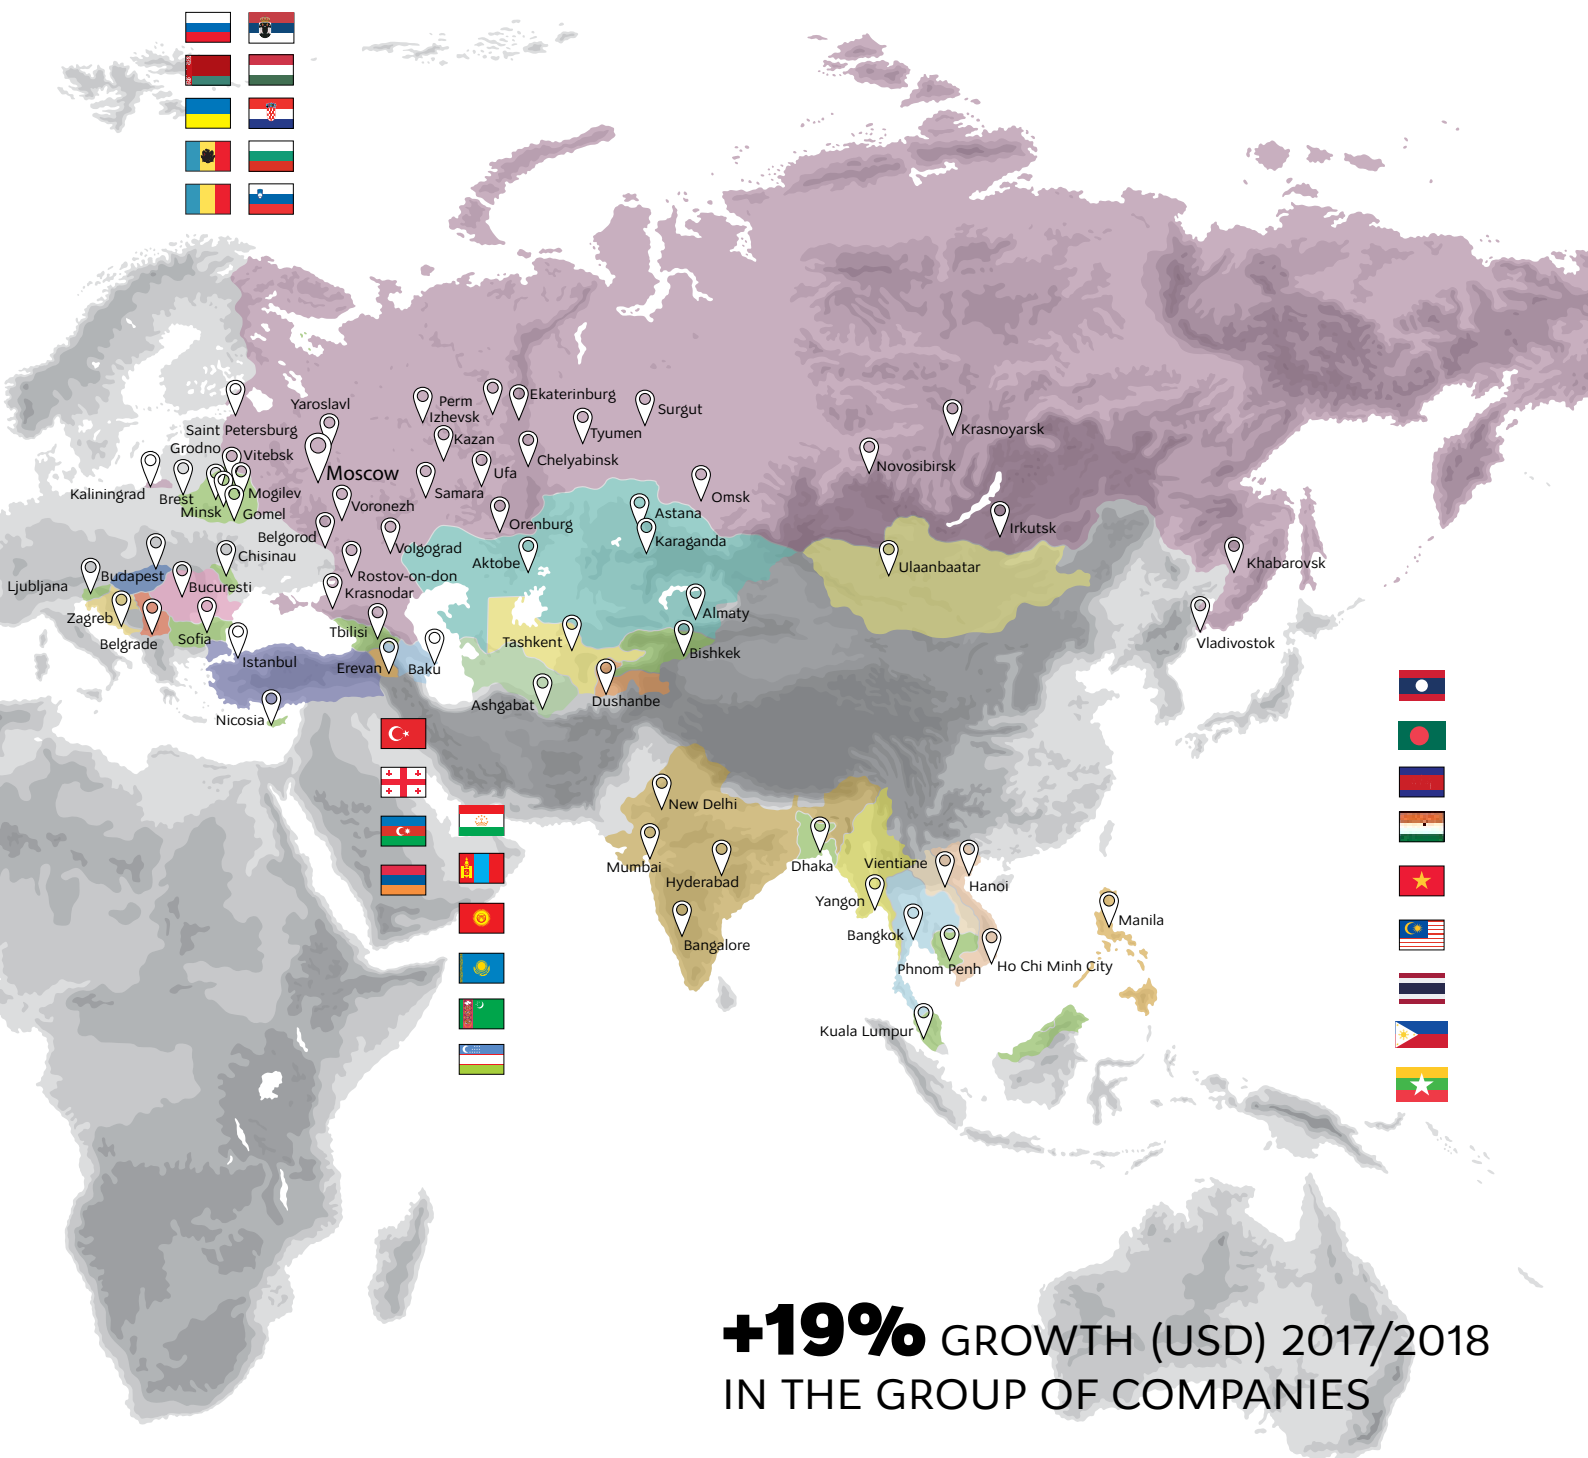 Yaroslavl
Perm
Izhevsk
Ekaterinburg
Surgut
Saint Petersburg
Tyumen
Krasnoyarsk
Grodno
Vitebsk
Kazan
Chelyabinsk
Novosibirsk
Moscow
Ufa
Kaliningrad
Brest
Mogilev
Samara
Omsk
Minsk
Gomel
Voronezh
Orenburg
Astana
Irkutsk
Belgorod
Volgograd
Karaganda
Chisinau
Aktobe
Ulaanbaatar
Khabarovsk
Ljubljana
Budapest
Bucuresti
Rostov-on-don
Krasnodar
Almaty
Zagreb
Belgrade
Sofia
Tbilisi
Tashkent
Bishkek
Vladivostok
Istanbul
Erevan
Baku
Ashgabat
Dushanbe
Nicosia
New Delhi
Mumbai
Hyderabad
Dhaka
Vientiane
Hanoi
Yangon
Manila
Bangalore
Bangkok
Phnom Penh
Ho Chi Minh City
Kuala Lumpur
+19% GROWTH (USD) 2017/2018
IN THE GROUP OF COMPANIES